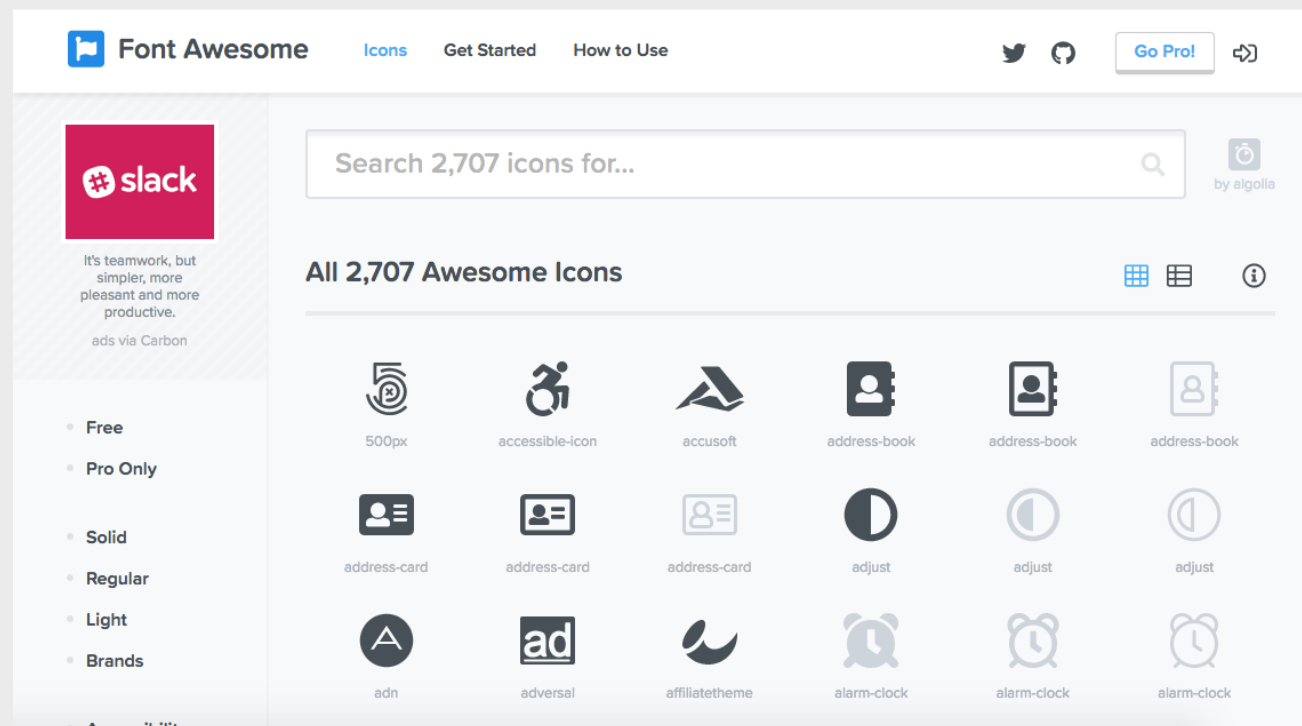 Font Awesome
Icons
Get Started
How to Use
Go Pro!
slack
It's teamwork, but
simpler, more
pleasant and more
productive.
ads via Carbon
Search 2,707 icons for...
by algolia
All 2,707 Awesome Icons
Free
Pro Only
Solid
Regular
Light
Brands
500px
accessible-icon
accusoft
address-book
address-book
address-book
address-card
address-card
address-card
adjust
adjust
adjust
ad
adn
adversal
affiliatetheme
alarm-clock
alarm-clock
alarm-clock